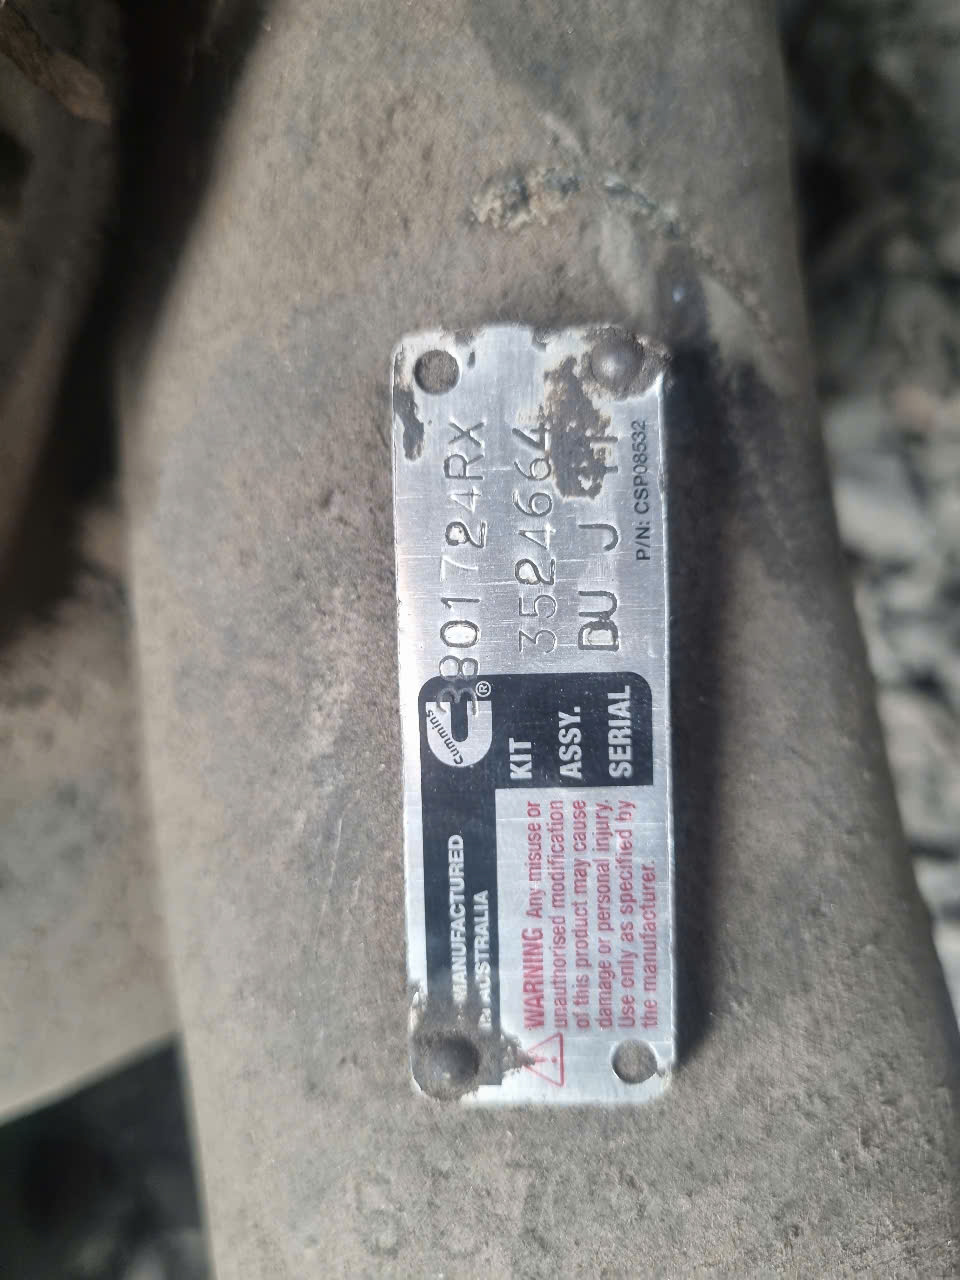 Cummins
®
MANUFACTURED
IN AUSTRALIA
3801724RX
KIT
3524664
ASSY.
DU J
SERIAL
P/N: CSP08532
WARNING Any misuse or
unauthorised modification
of this product may cause
damage or personal injury.
Use only as specified by
the manufacturer.